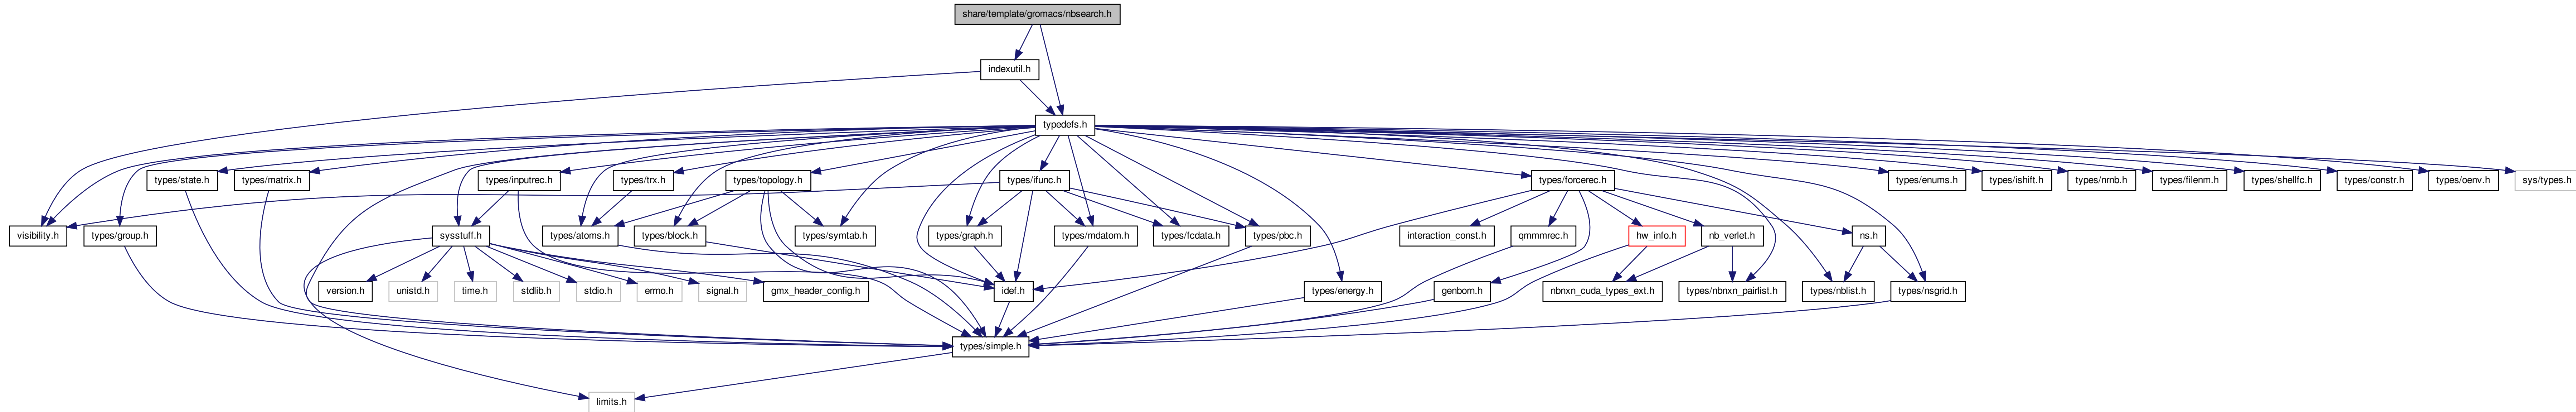 share/template/gromacs/nbsearch.h
indexutil.h
typedefs.h
types/state.h
types/matrix.h
types/inputrec.h
types/trx.h
types/topology.h
types/ifunc.h
types/forcerec.h
types/enums.h
types/ishift.h
types/nrnb.h
types/filenm.h
types/shellfc.h
types/constr.h
types/oenv.h
sys/types.h
visibility.h
types/group.h
sysstuff.h
types/atoms.h
types/block.h
types/symtab.h
types/graph.h
types/mdatom.h
types/fcdata.h
types/pbc.h
interaction_const.h
qmmmrec.h
hw_info.h
nb_verlet.h
ns.h
version.h
unistd.h
time.h
stdlib.h
stdio.h
errno.h
signal.h
gmx_header_config.h
idef.h
types/energy.h
genborn.h
nbnxn_cuda_types_ext.h
types/nbnxn_pairlist.h
types/nblist.h
types/nsgrid.h
types/simple.h
limits.h